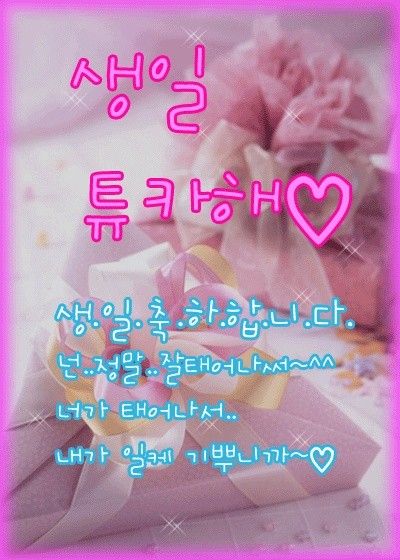 생일
튜카해♡
생.일.축.하.합.니.다.
넌..정말..잘태어나써~^^
너가 태어나서..
내가 일케 기뿌니까~♡